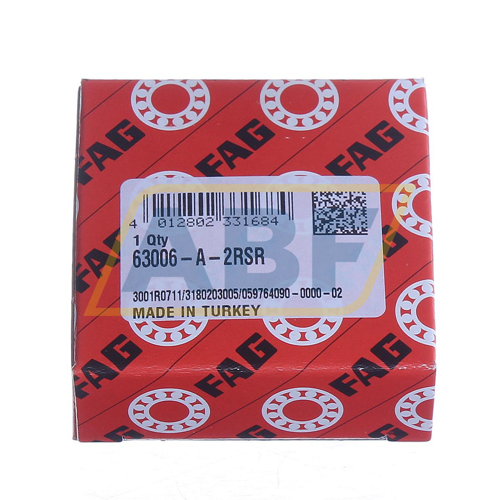 FAG
FAG
FAG
4 012802 331684
1 Qty
63006-A-2RSR
ABF
3001R0711/3180203005/059764090-0000-02
MADE IN TURKEY
FAG
FAG